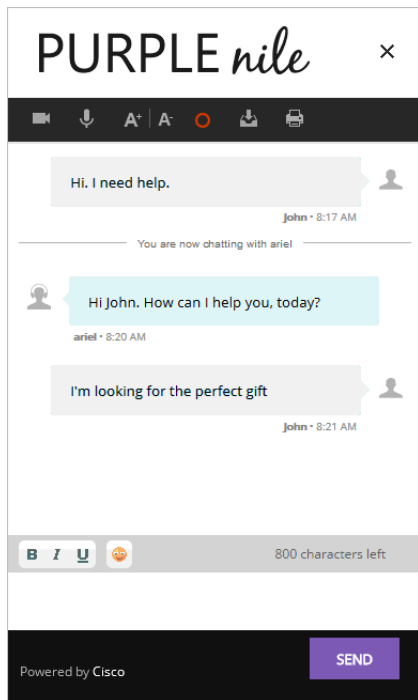 PURPLE nile
A+ A-
Hi. I need help.
John • 8:17 AM
You are now chatting with ariel
Hi John. How can I help you, today?
ariel • 8:20 AM
I'm looking for the perfect gift
John • 8:21 AM
B I U 800 characters left
SEND
Powered by Cisco